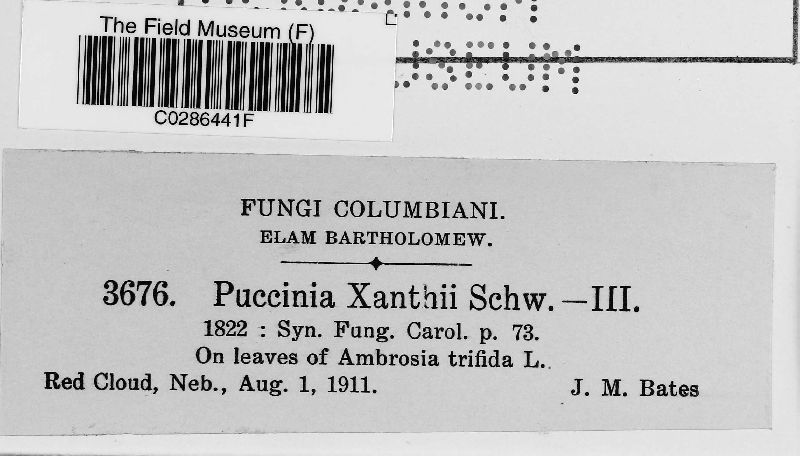 The Field Museum (F)
C0286441F
FUNGI COLUMBIANI.
ELAM BARTHOLOMEW.
3676. Puccinia Xanthii Schw.—III.
1822 : Syn. Fung. Carol. p. 73.
On leaves of Ambrosia trifida L..
Red Cloud, Neb., Aug. 1, 1911. J. M. Bates